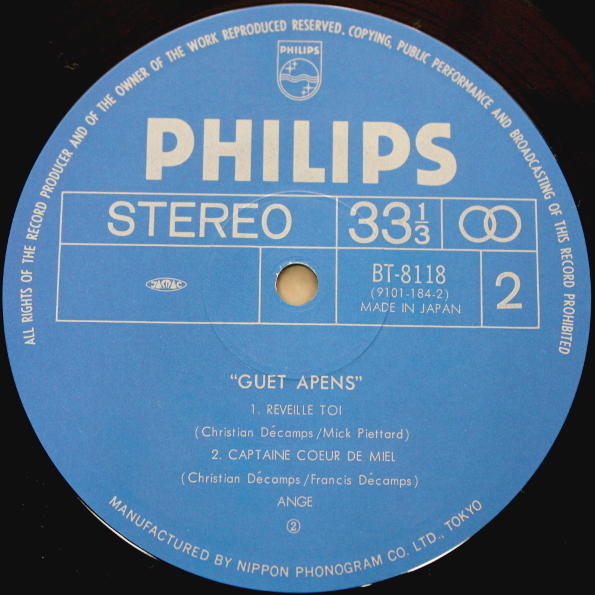 ALL RIGHTS OF THE RECORD PRODUCER AND OF THE OWNER OF THE WORK REPRODUCED RESERVED. COPYING, PUBLIC PERFORMANCE AND BROADCASTING OF THIS RECORD PROHIBITED
PHILIPS
PHILIPS
STEREO 33 1/3
JASRAC
BT-8118
(9101-184-2)
MADE IN JAPAN
2
“GUET APENS”
1. REVEILLE TOI
(Christian Décamps/Mick Piettard)
2. CAPTAINE COEUR DE MIEL
(Christian Décamps/Francis Décamps)
ANGE
②
MANUFACTURED BY NIPPON PHONOGRAM CO. LTD., TOKYO